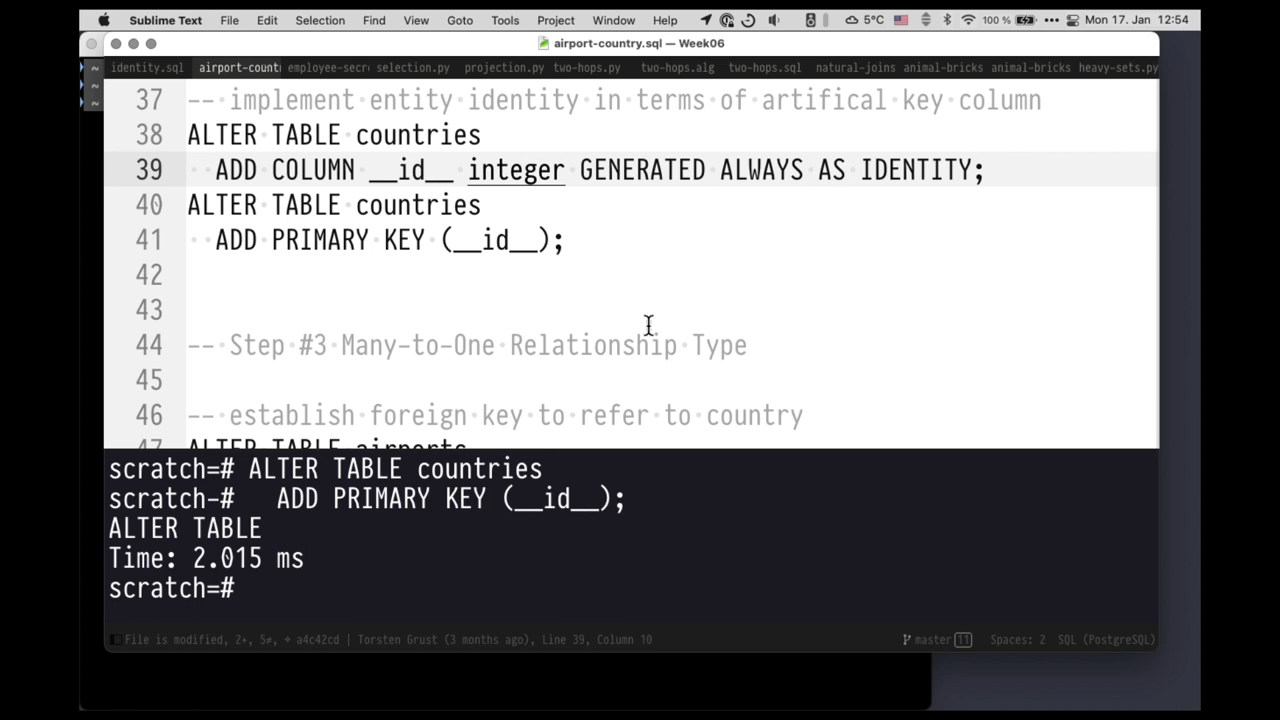 Sublime Text File Edit Selection Find View Goto Tools Project Window Help 5°C 100 % Mon 17. Jan 12:54
airport-country.sql — Week06
identity.sql airport-count employee-secre selection.py projection.py two-hops.py two-hops.alg two-hops.sql natural-joins animal-bricks animal-bricks heavy-sets.py
37 -- implement entity identity in terms of artifical key column
38 ALTER TABLE countries
39 ADD COLUMN __id__ integer GENERATED ALWAYS AS IDENTITY;
40 ALTER TABLE countries
41 ADD PRIMARY KEY (__id__);
42
43
44 -- Step #3 Many-to-One Relationship Type
45
46 -- establish foreign key to refer to country
47 ALTER TABLE airports
scratch=# ALTER TABLE countries
scratch-# ADD PRIMARY KEY (__id__);
ALTER TABLE
Time: 2.015 ms
scratch=#
File is modified, 2+, 5≠, + a4c42cd | Torsten Grust (3 months ago), Line 39, Column 10 master 11 Spaces: 2 SQL (PostgreSQL)